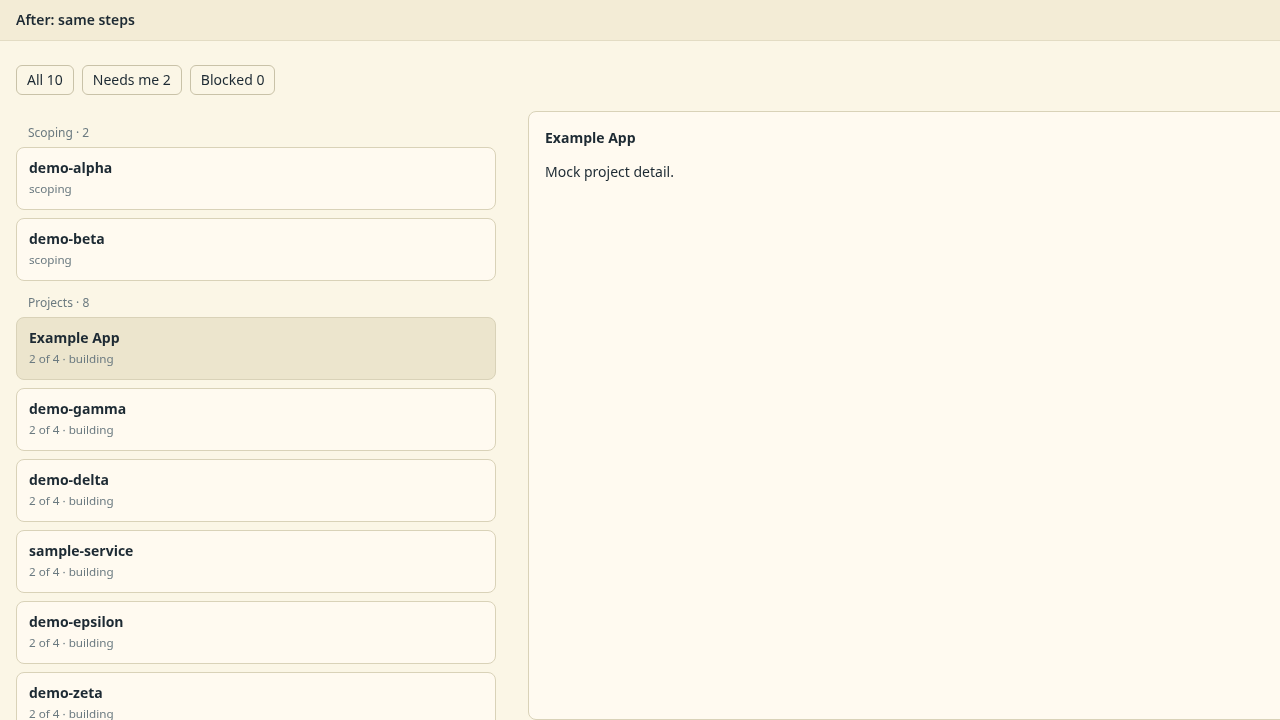 After: same steps
All 10
Needs me 2
Blocked 0
Scoping · 2
demo-alpha
scoping
demo-beta
scoping
Projects · 8
Example App
2 of 4 · building
demo-gamma
2 of 4 · building
demo-delta
2 of 4 · building
sample-service
2 of 4 · building
demo-epsilon
2 of 4 · building
demo-zeta
2 of 4 · building
Example App
Mock project detail.